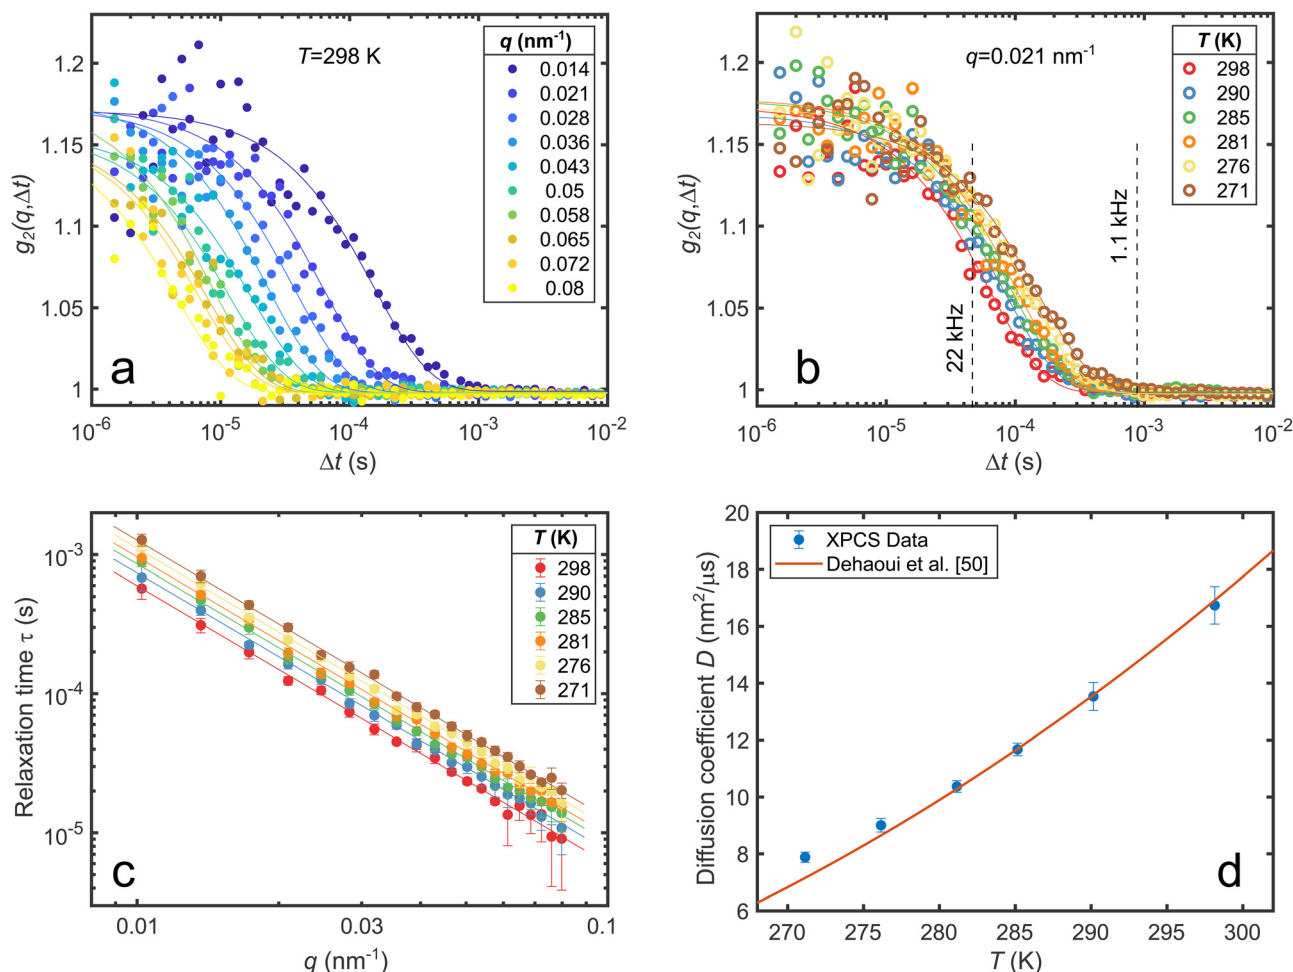 T=298 K
q (nm⁻¹)
0.014
0.021
0.028
0.036
0.043
0.05
0.058
0.065
0.072
0.08
1.2
1.15
1.1
1.05
1
g₂(q,Δt)
a
10⁻⁶ 10⁻⁵ 10⁻⁴ 10⁻³ 10⁻²
Δt (s)
q=0.021 nm⁻¹
T (K)
298
290
285
281
276
271
1.2
1.15
1.1
1.05
1
g₂(q,Δt)
22 kHz
1.1 kHz
b
10⁻⁶ 10⁻⁵ 10⁻⁴ 10⁻³ 10⁻²
Δt (s)
T (K)
298
290
285
281
276
271
10⁻³
10⁻⁴
10⁻⁵
Relaxation time τ (s)
c
0.01 0.03 0.1
q (nm⁻¹)
XPCS Data
Dehaoui et al. [50]
20
18
16
14
12
10
8
6
Diffusion coefficient D (nm²/μs)
d
270 275 280 285 290 295 300
T (K)